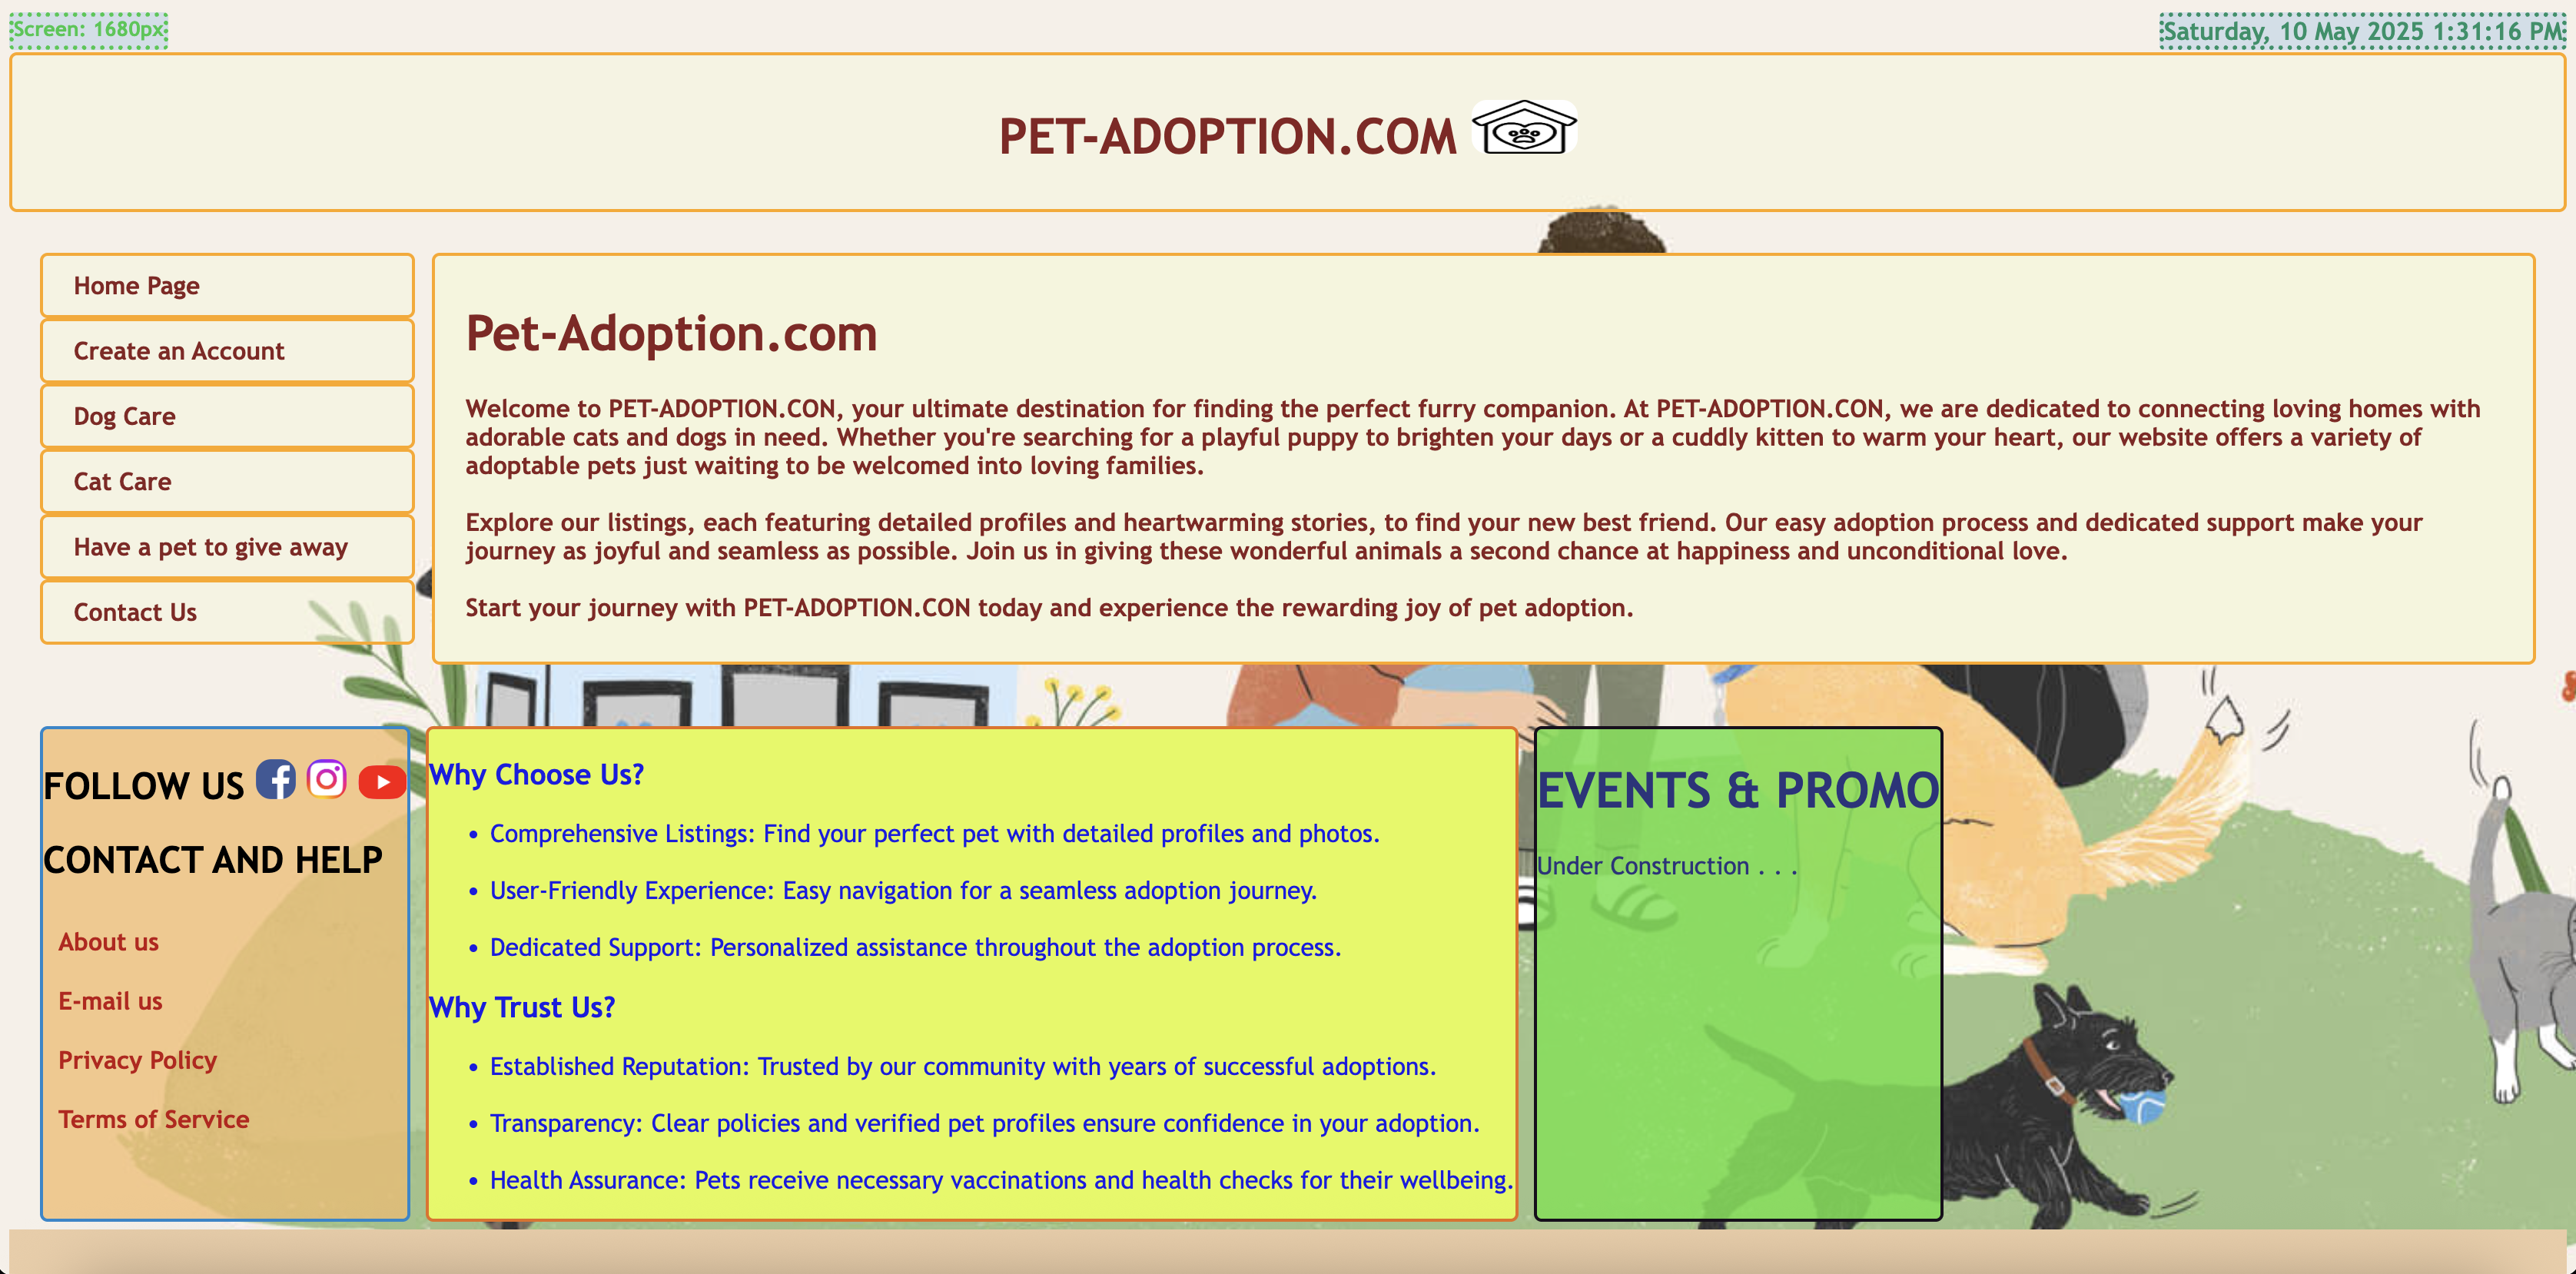 Screen: 1680px
Saturday, 10 May 2025 1:31:16 PM
PET-ADOPTION.COM
Home Page
Create an Account
Dog Care
Cat Care
Have a pet to give away
Contact Us
Pet-Adoption.com
Welcome to PET-ADOPTION.CON, your ultimate destination for finding the perfect furry companion. At PET-ADOPTION.CON, we are dedicated to connecting loving homes with
adorable cats and dogs in need. Whether you're searching for a playful puppy to brighten your days or a cuddly kitten to warm your heart, our website offers a variety of
adoptable pets just waiting to be welcomed into loving families.
Explore our listings, each featuring detailed profiles and heartwarming stories, to find your new best friend. Our easy adoption process and dedicated support make your
journey as joyful and seamless as possible. Join us in giving these wonderful animals a second chance at happiness and unconditional love.
Start your journey with PET-ADOPTION.CON today and experience the rewarding joy of pet adoption.
FOLLOW US
CONTACT AND HELP
About us
E-mail us
Privacy Policy
Terms of Service
Why Choose Us?
• Comprehensive Listings: Find your perfect pet with detailed profiles and photos.
• User-Friendly Experience: Easy navigation for a seamless adoption journey.
• Dedicated Support: Personalized assistance throughout the adoption process.
Why Trust Us?
• Established Reputation: Trusted by our community with years of successful adoptions.
• Transparency: Clear policies and verified pet profiles ensure confidence in your adoption.
• Health Assurance: Pets receive necessary vaccinations and health checks for their wellbeing.
EVENTS & PROMO
Under Construction . . .